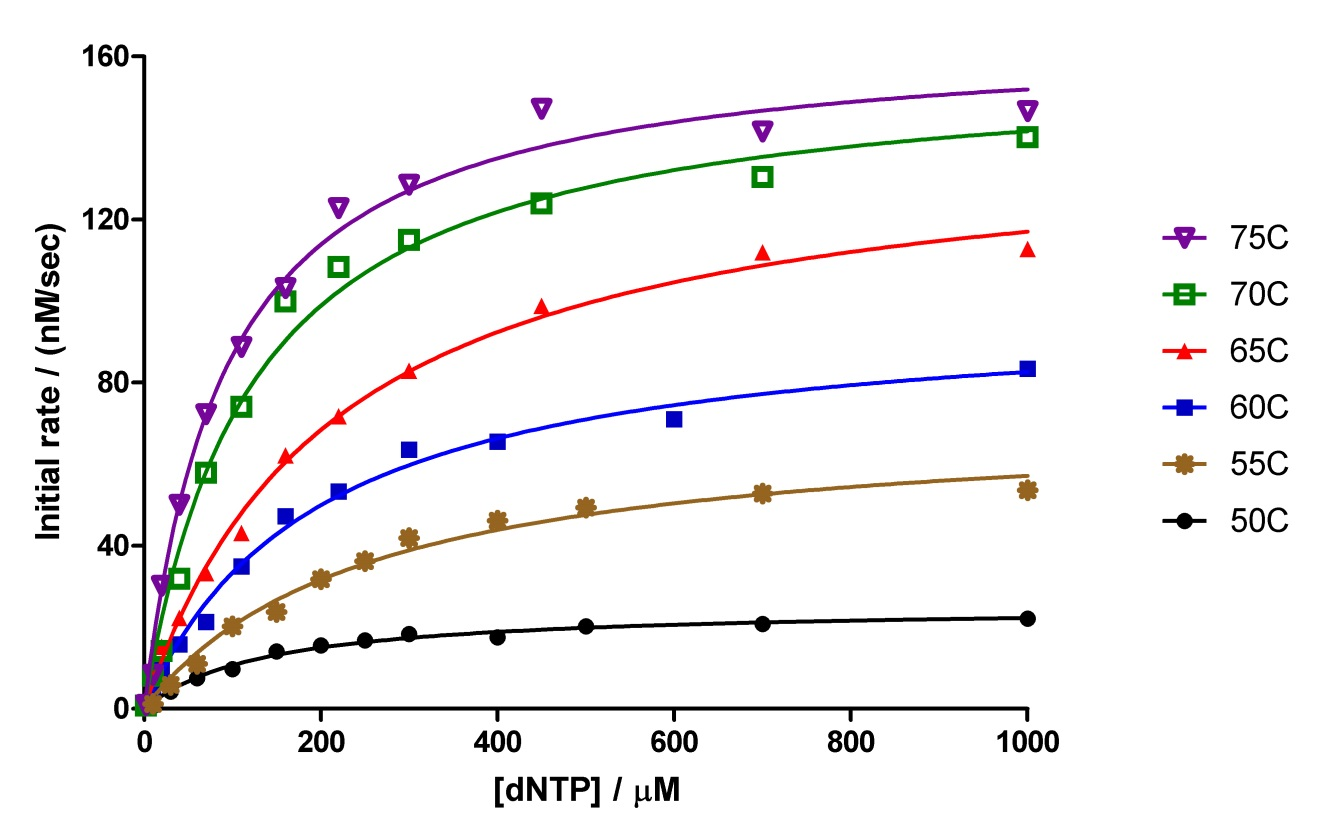 160
120
80
40
0
0 200 400 600 800 1000
Initial rate / (nM/sec)
[dNTP] / μM
75C
70C
65C
60C
55C
50C